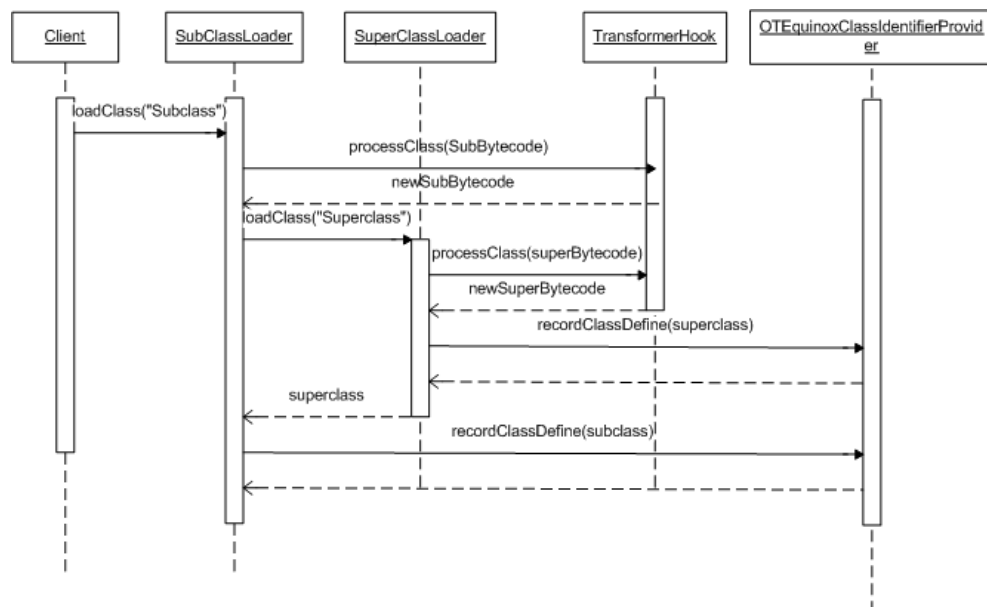 Client
SubClassLoader
SuperClassLoader
TransformerHook
OTEquinoxClassIdentifierProvid
er
loadClass("Subclass")
processClass(SubBytecode)
newSubBytecode
loadClass("Superclass")
processClass(superBytecode)
newSuperBytecode
recordClassDefine(superclass)
superclass
recordClassDefine(subclass)